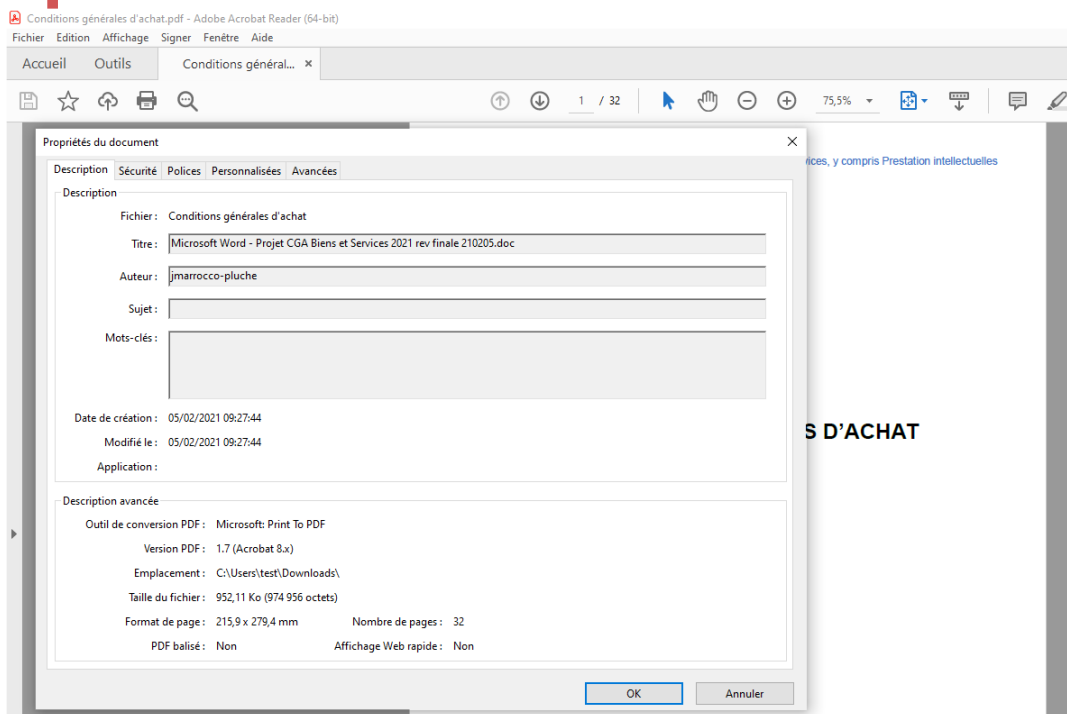 Conditions générales d'achat.pdf - Adobe Acrobat Reader (64-bit)
Fichier Edition Affichage Signer Fenêtre Aide
Accueil Outils Conditions général... ×
1 / 32 75,5%
Propriétés du document
ices, y compris Prestation intellectuelles
Description Sécurité Polices Personnalisées Avancées
Description
Fichier : Conditions générales d'achat
Titre : Microsoft Word - Projet CGA Biens et Services 2021 rev finale 210205.doc
Auteur : jmarrocco-pluche
Sujet :
Mots-clés :
Date de création : 05/02/2021 09:27:44
S D'ACHAT
Modifié le : 05/02/2021 09:27:44
Application :
Description avancée
Outil de conversion PDF : Microsoft: Print To PDF
Version PDF : 1.7 (Acrobat 8.x)
Emplacement : C:\Users\test\Downloads\
Taille du fichier : 952,11 Ko (974 956 octets)
Format de page : 215,9 x 279,4 mm Nombre de pages : 32
PDF balisé : Non Affichage Web rapide : Non
OK Annuler